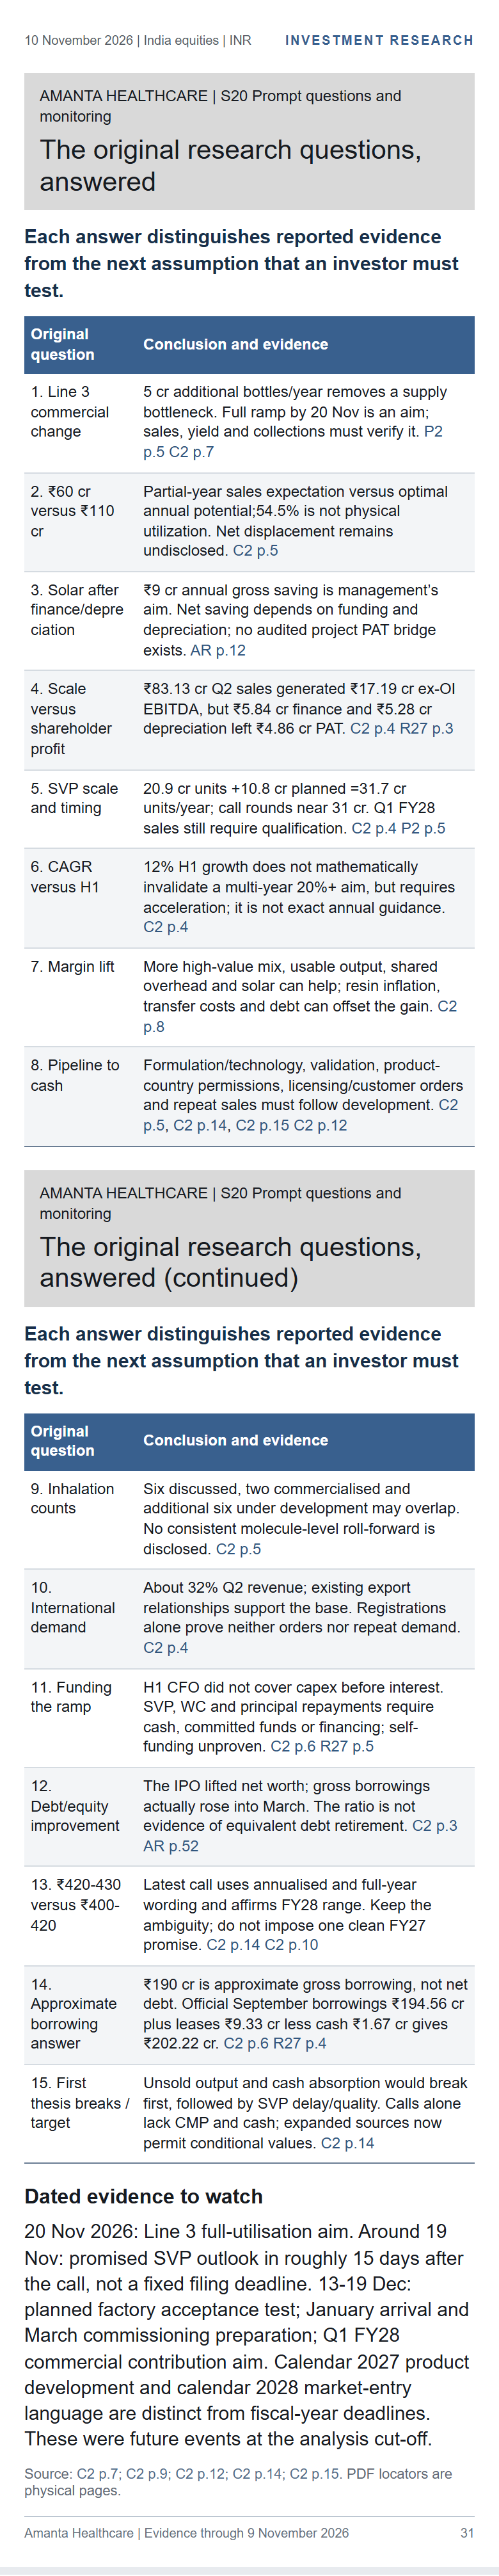 10 November 2026 | India equities | INR
INVESTMENT RESEARCH
AMANTA HEALTHCARE | S20 Prompt questions and
monitoring
The original research questions,
answered
Each answer distinguishes reported evidence
from the next assumption that an investor must
test.
Original
question
Conclusion and evidence
1. Line 3
commercial
change
5 cr additional bottles/year removes a supply
bottleneck. Full ramp by 20 Nov is an aim;
sales, yield and collections must verify it. P2
p.5 C2 p.7
2. ₹60 cr
versus ₹110
cr
Partial-year sales expectation versus optimal
annual potential;54.5% is not physical
utilization. Net displacement remains
undisclosed. C2 p.5
3. Solar after
finance/depre
ciation
₹9 cr annual gross saving is management's
aim. Net saving depends on funding and
depreciation; no audited project PAT bridge
exists. AR p.12
4. Scale
versus
shareholder
profit
₹83.13 cr Q2 sales generated ₹17.19 cr ex-OI
EBITDA, but ₹5.84 cr finance and ₹5.28 cr
depreciation left ₹4.86 cr PAT. C2 p.4 R27 p.3
5. SVP scale
and timing
20.9 cr units +10.8 cr planned =31.7 cr
units/year; call rounds near 31 cr. Q1 FY28
sales still require qualification. C2 p.4 P2 p.5
6. CAGR
versus H1
12% H1 growth does not mathematically
invalidate a multi-year 20%+ aim, but requires
acceleration; it is not exact annual guidance.
C2 p.4
7. Margin lift
More high-value mix, usable output, shared
overhead and solar can help; resin inflation,
transfer costs and debt can offset the gain. C2
p.8
8. Pipeline to
cash
Formulation/technology, validation, product-
country permissions, licensing/customer orders
and repeat sales must follow development. C2
p.5, C2 p.14, C2 p.15 C2 p.12
AMANTA HEALTHCARE | S20 Prompt questions and
monitoring
The original research questions,
answered (continued)
Each answer distinguishes reported evidence
from the next assumption that an investor must
test.
Original
question
Conclusion and evidence
9. Inhalation
counts
Six discussed, two commercialised and
additional six under development may overlap.
No consistent molecule-level roll-forward is
disclosed. C2 p.5
10.
International
demand
About 32% Q2 revenue; existing export
relationships support the base. Registrations
alone prove neither orders nor repeat demand.
C2 p.4
11. Funding
the ramp
H1 CFO did not cover capex before interest.
SVP, WC and principal repayments require
cash, committed funds or financing; self-
funding unproven. C2 p.6 R27 p.5
12.
Debt/equity
improvement
The IPO lifted net worth; gross borrowings
actually rose into March. The ratio is not
evidence of equivalent debt retirement. C2 p.3
AR p.52
13. ₹420-430
versus ₹400-
420
Latest call uses annualised and full-year
wording and affirms FY28 range. Keep the
ambiguity; do not impose one clean FY27
promise. C2 p.14 C2 p.10
14.
Approximate
borrowing
answer
₹190 cr is approximate gross borrowing, not net
debt. Official September borrowings ₹194.56 cr
plus leases ₹9.33 cr less cash ₹1.67 cr gives
₹202.22 cr. C2 p.6 R27 p.4
15. First
thesis breaks /
target
Unsold output and cash absorption would break
first, followed by SVP delay/quality. Calls alone
lack CMP and cash; expanded sources now
permit conditional values. C2 p.14
Dated evidence to watch
20 Nov 2026: Line 3 full-utilisation aim. Around 19
Nov: promised SVP outlook in roughly 15 days after
the call, not a fixed filing deadline. 13-19 Dec:
planned factory acceptance test; January arrival and
March commissioning preparation; Q1 FY28
commercial contribution aim. Calendar 2027 product
development and calendar 2028 market-entry
language are distinct from fiscal-year deadlines.
These were future events at the analysis cut-off.
Source: C2 p.7; C2 p.9; C2 p.12; C2 p.14; C2 p.15. PDF locators are
physical pages.
Amanta Healthcare | Evidence through 9 November 2026
31